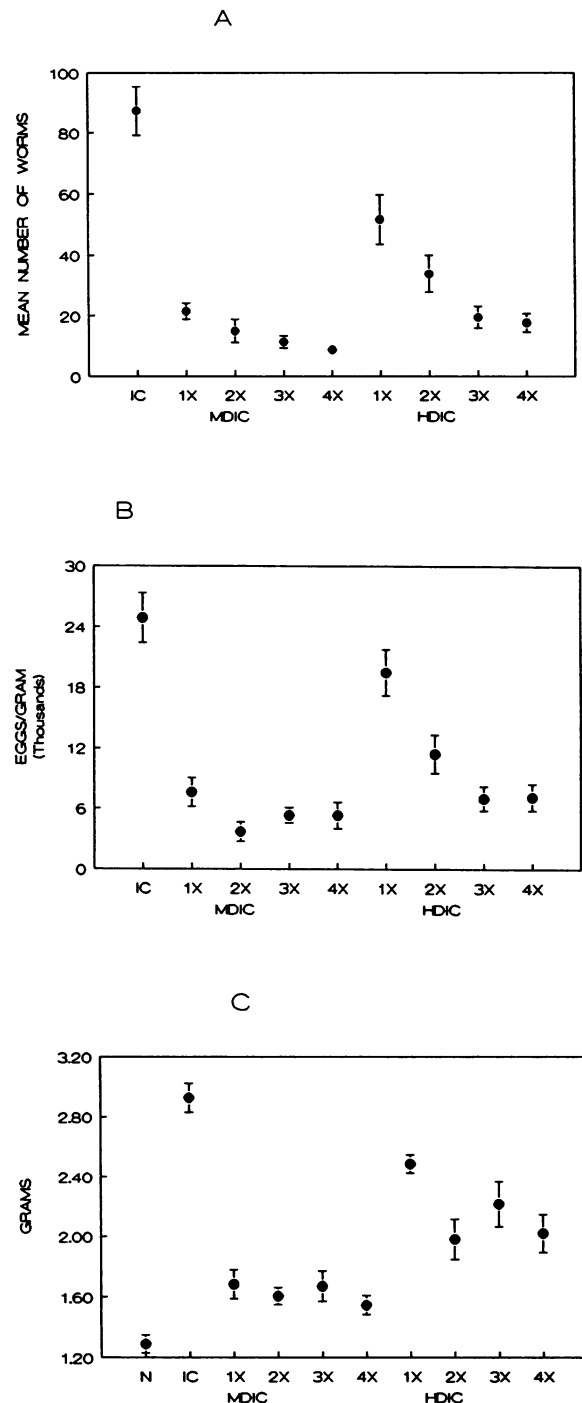 A
MEAN NUMBER OF WORMS
100
80
60
40
20
0
IC 1X 2X 3X 4X 1X 2X 3X 4X
MDIC HDIC
B
EGGS/GRAM
(Thousands)
30
24
18
12
6
0
IC 1X 2X 3X 4X 1X 2X 3X 4X
MDIC HDIC
C
GRAMS
3.20
2.80
2.40
2.00
1.60
1.20
N IC 1X 2X 3X 4X 1X 2X 3X 4X
MDIC HDIC